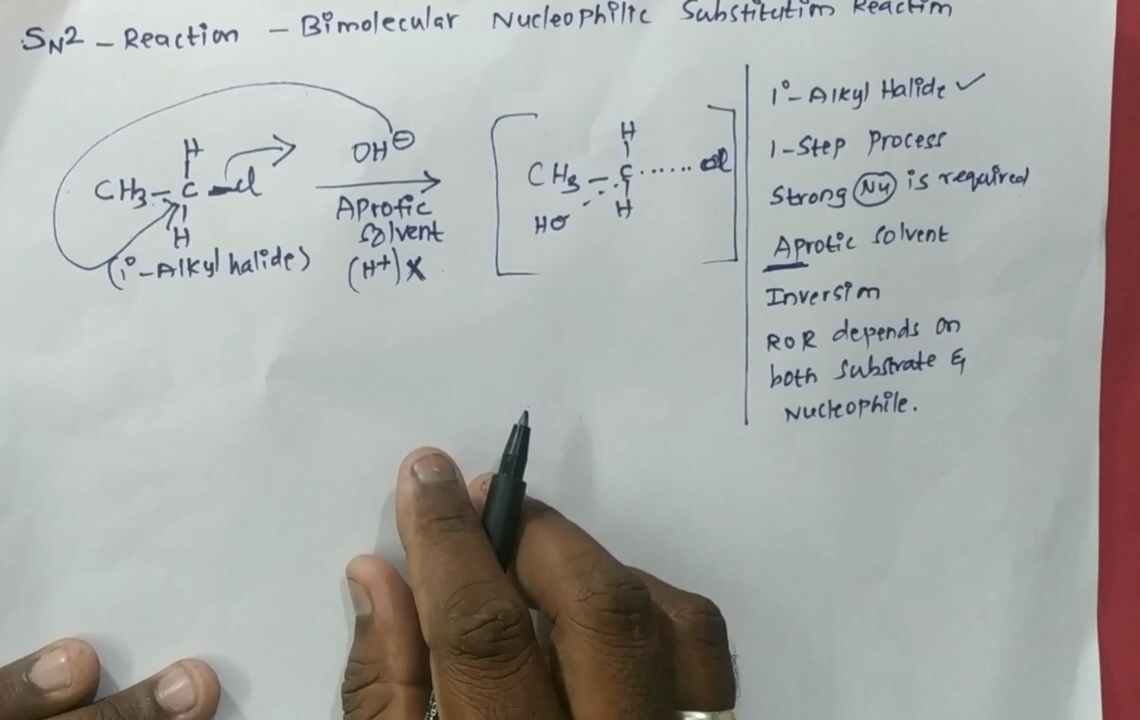 SN2 - Reaction - Bimolecular Nucleophilic Substitution Reaction
H
CH3 - C - Cl
H
(1° - Alkyl halide)
OH⊖
Aprotic
Solvent
(H+) X
H
CH3 - C ...... Cl
HO
H
1° - Alkyl Halide ✓
1 - Step Process
Strong Nu is required
Aprotic Solvent
Inversion
ROR depends on
both Substrate &
Nucleophile.